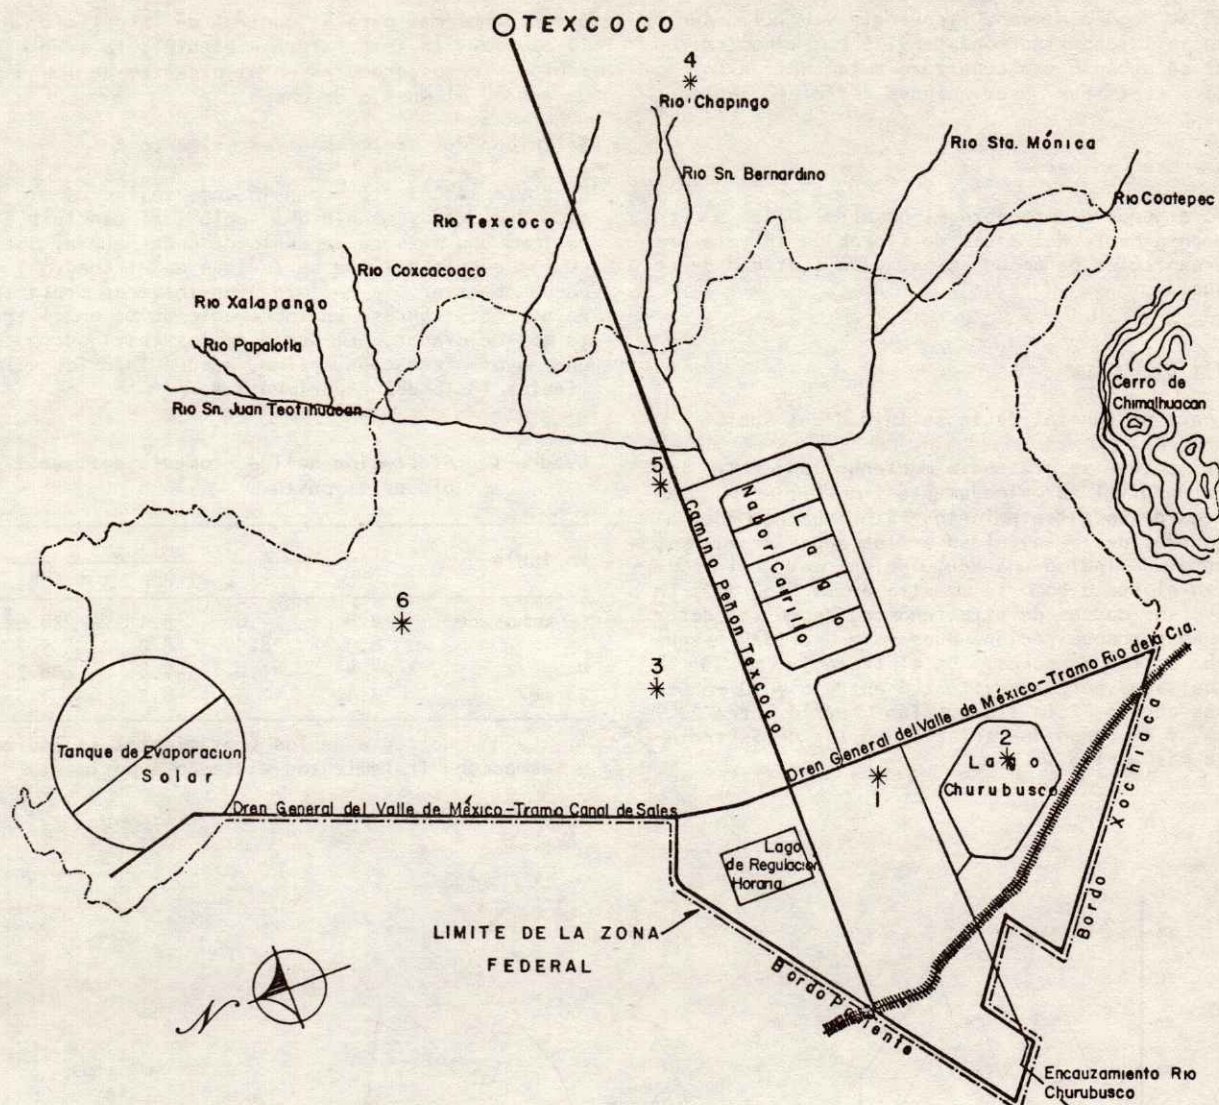 TEXCOCO
4
Rio Chapingo
Rio Sta. Mónica
Rio Sn. Bernardino
Rio Coatepec
Rio Texcoco
Rio Coxcacoaco
Rio Xalapango
Rio Papalotla
Cerro de
Chimalhuacan
Rio Sn. Juan Teotihuacan
5
Lago
Nabor Carrillo
Camino Peñon Texcoco
6
3
Dren General del Valle de México-Tramo Rio de la Cia.
2
Lago
Churubusco
Tanque de Evaporación
Solar
1
Dren General del Valle de México-Tramo Canal de Sales
Bordo Xochiaca
Lago
de Regulación
Horaria
LIMITE DE LA ZONA
FEDERAL
Bordo Poniente
N
Encauzamiento Rio
Churubusco